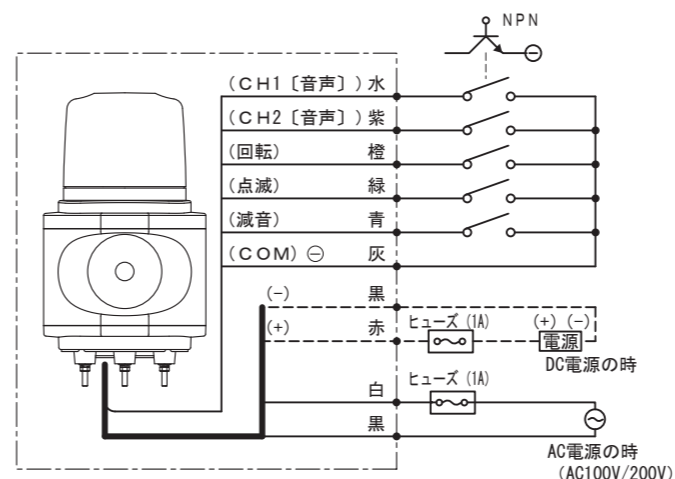 NPN
(CH1〔音声〕) 水
(CH2〔音声〕) 紫
(回転) 橙
(点滅) 緑
(減音) 青
(COM) ⊖ 灰
(-) 黒
(+) 赤 ヒューズ (1A) (+) (-)
電源
DC電源の時
白 ヒューズ (1A)
黒
AC電源の時
(AC100V/200V)